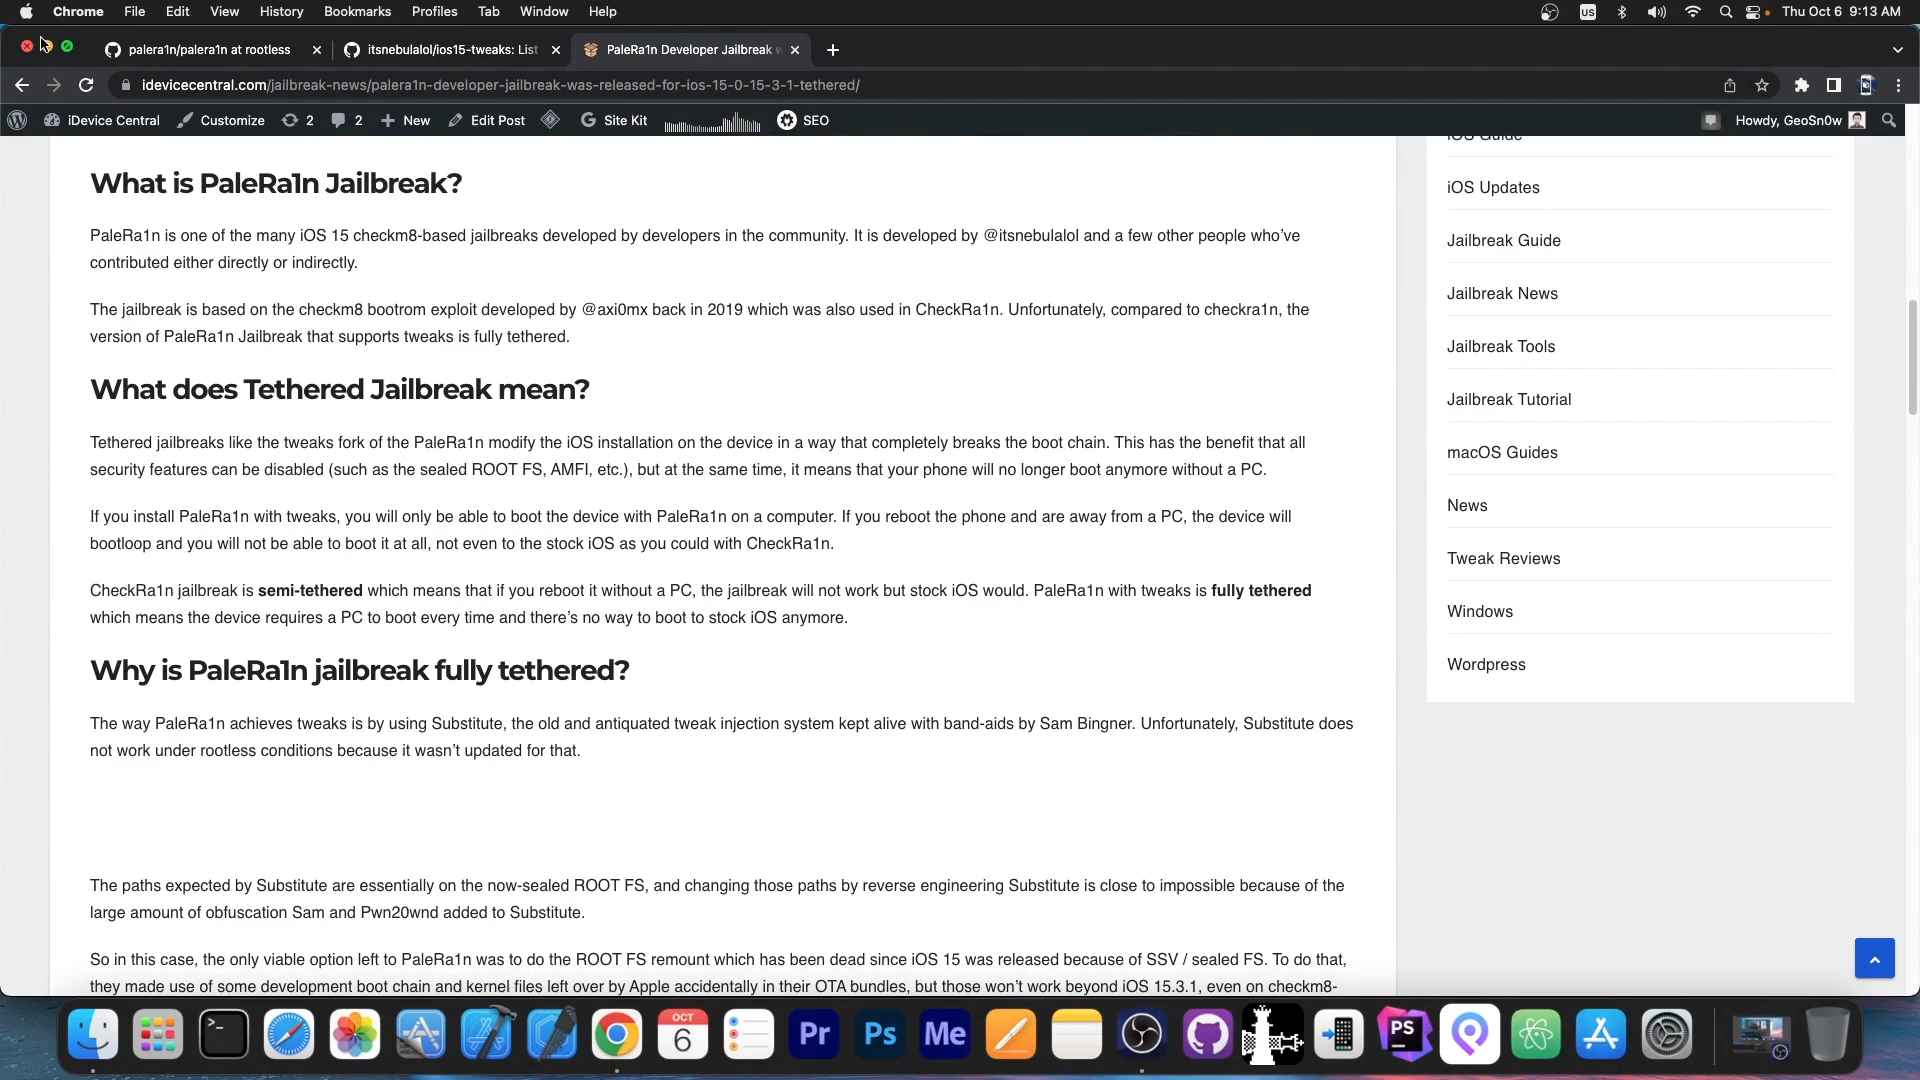 Chrome File Edit View History Bookmarks Profiles Tab Window Help US Thu Oct 6 9:13 AM
palera1n/palera1n at rootless itsnebulalol/ios15-tweaks: List PaleRa1n Developer Jailbreak w
idevicecentral.com/jailbreak-news/palera1n-developer-jailbreak-was-released-for-ios-15-0-15-3-1-tethered/
iDevice Central Customize 2 2 New Edit Post Site Kit SEO Howdy, GeoSn0w
What is PaleRa1n Jailbreak?
PaleRa1n is one of the many iOS 15 checkm8-based jailbreaks developed by developers in the community. It is developed by @itsnebulalol and a few other people who've
contributed either directly or indirectly.
The jailbreak is based on the checkm8 bootrom exploit developed by @axi0mx back in 2019 which was also used in CheckRa1n. Unfortunately, compared to checkra1n, the
version of PaleRa1n Jailbreak that supports tweaks is fully tethered.
What does Tethered Jailbreak mean?
Tethered jailbreaks like the tweaks fork of the PaleRa1n modify the iOS installation on the device in a way that completely breaks the boot chain. This has the benefit that all
security features can be disabled (such as the sealed ROOT FS, AMFI, etc.), but at the same time, it means that your phone will no longer boot anymore without a PC.
If you install PaleRa1n with tweaks, you will only be able to boot the device with PaleRa1n on a computer. If you reboot the phone and are away from a PC, the device will
bootloop and you will not be able to boot it at all, not even to the stock iOS as you could with CheckRa1n.
CheckRa1n jailbreak is semi-tethered which means that if you reboot it without a PC, the jailbreak will not work but stock iOS would. PaleRa1n with tweaks is fully tethered
which means the device requires a PC to boot every time and there's no way to boot to stock iOS anymore.
Why is PaleRa1n jailbreak fully tethered?
The way PaleRa1n achieves tweaks is by using Substitute, the old and antiquated tweak injection system kept alive with band-aids by Sam Bingner. Unfortunately, Substitute does
not work under rootless conditions because it wasn't updated for that.
The paths expected by Substitute are essentially on the now-sealed ROOT FS, and changing those paths by reverse engineering Substitute is close to impossible because of the
large amount of obfuscation Sam and Pwn20wnd added to Substitute.
So in this case, the only viable option left to PaleRa1n was to do the ROOT FS remount which has been dead since iOS 15 was released because of SSV / sealed FS. To do that,
they made use of some development boot chain and kernel files left over by Apple accidentally in their OTA bundles, but those won't work beyond iOS 15.3.1, even on checkm8-
iOS Guide
iOS Updates
Jailbreak Guide
Jailbreak News
Jailbreak Tools
Jailbreak Tutorial
macOS Guides
News
Tweak Reviews
Windows
Wordpress
OCT
6
Pr
Ps
Me
PS